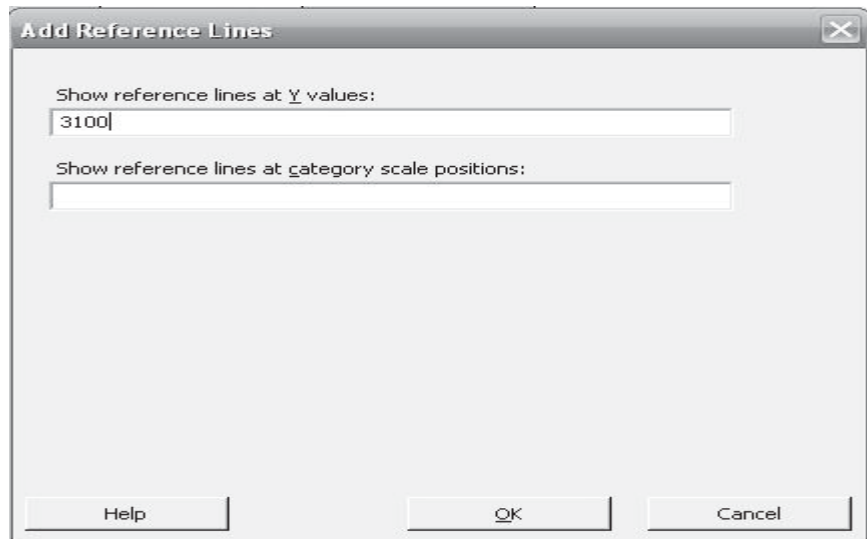 Add Reference Lines
Show reference lines at Y values:
3100
Show reference lines at category scale positions:
Help OK Cancel